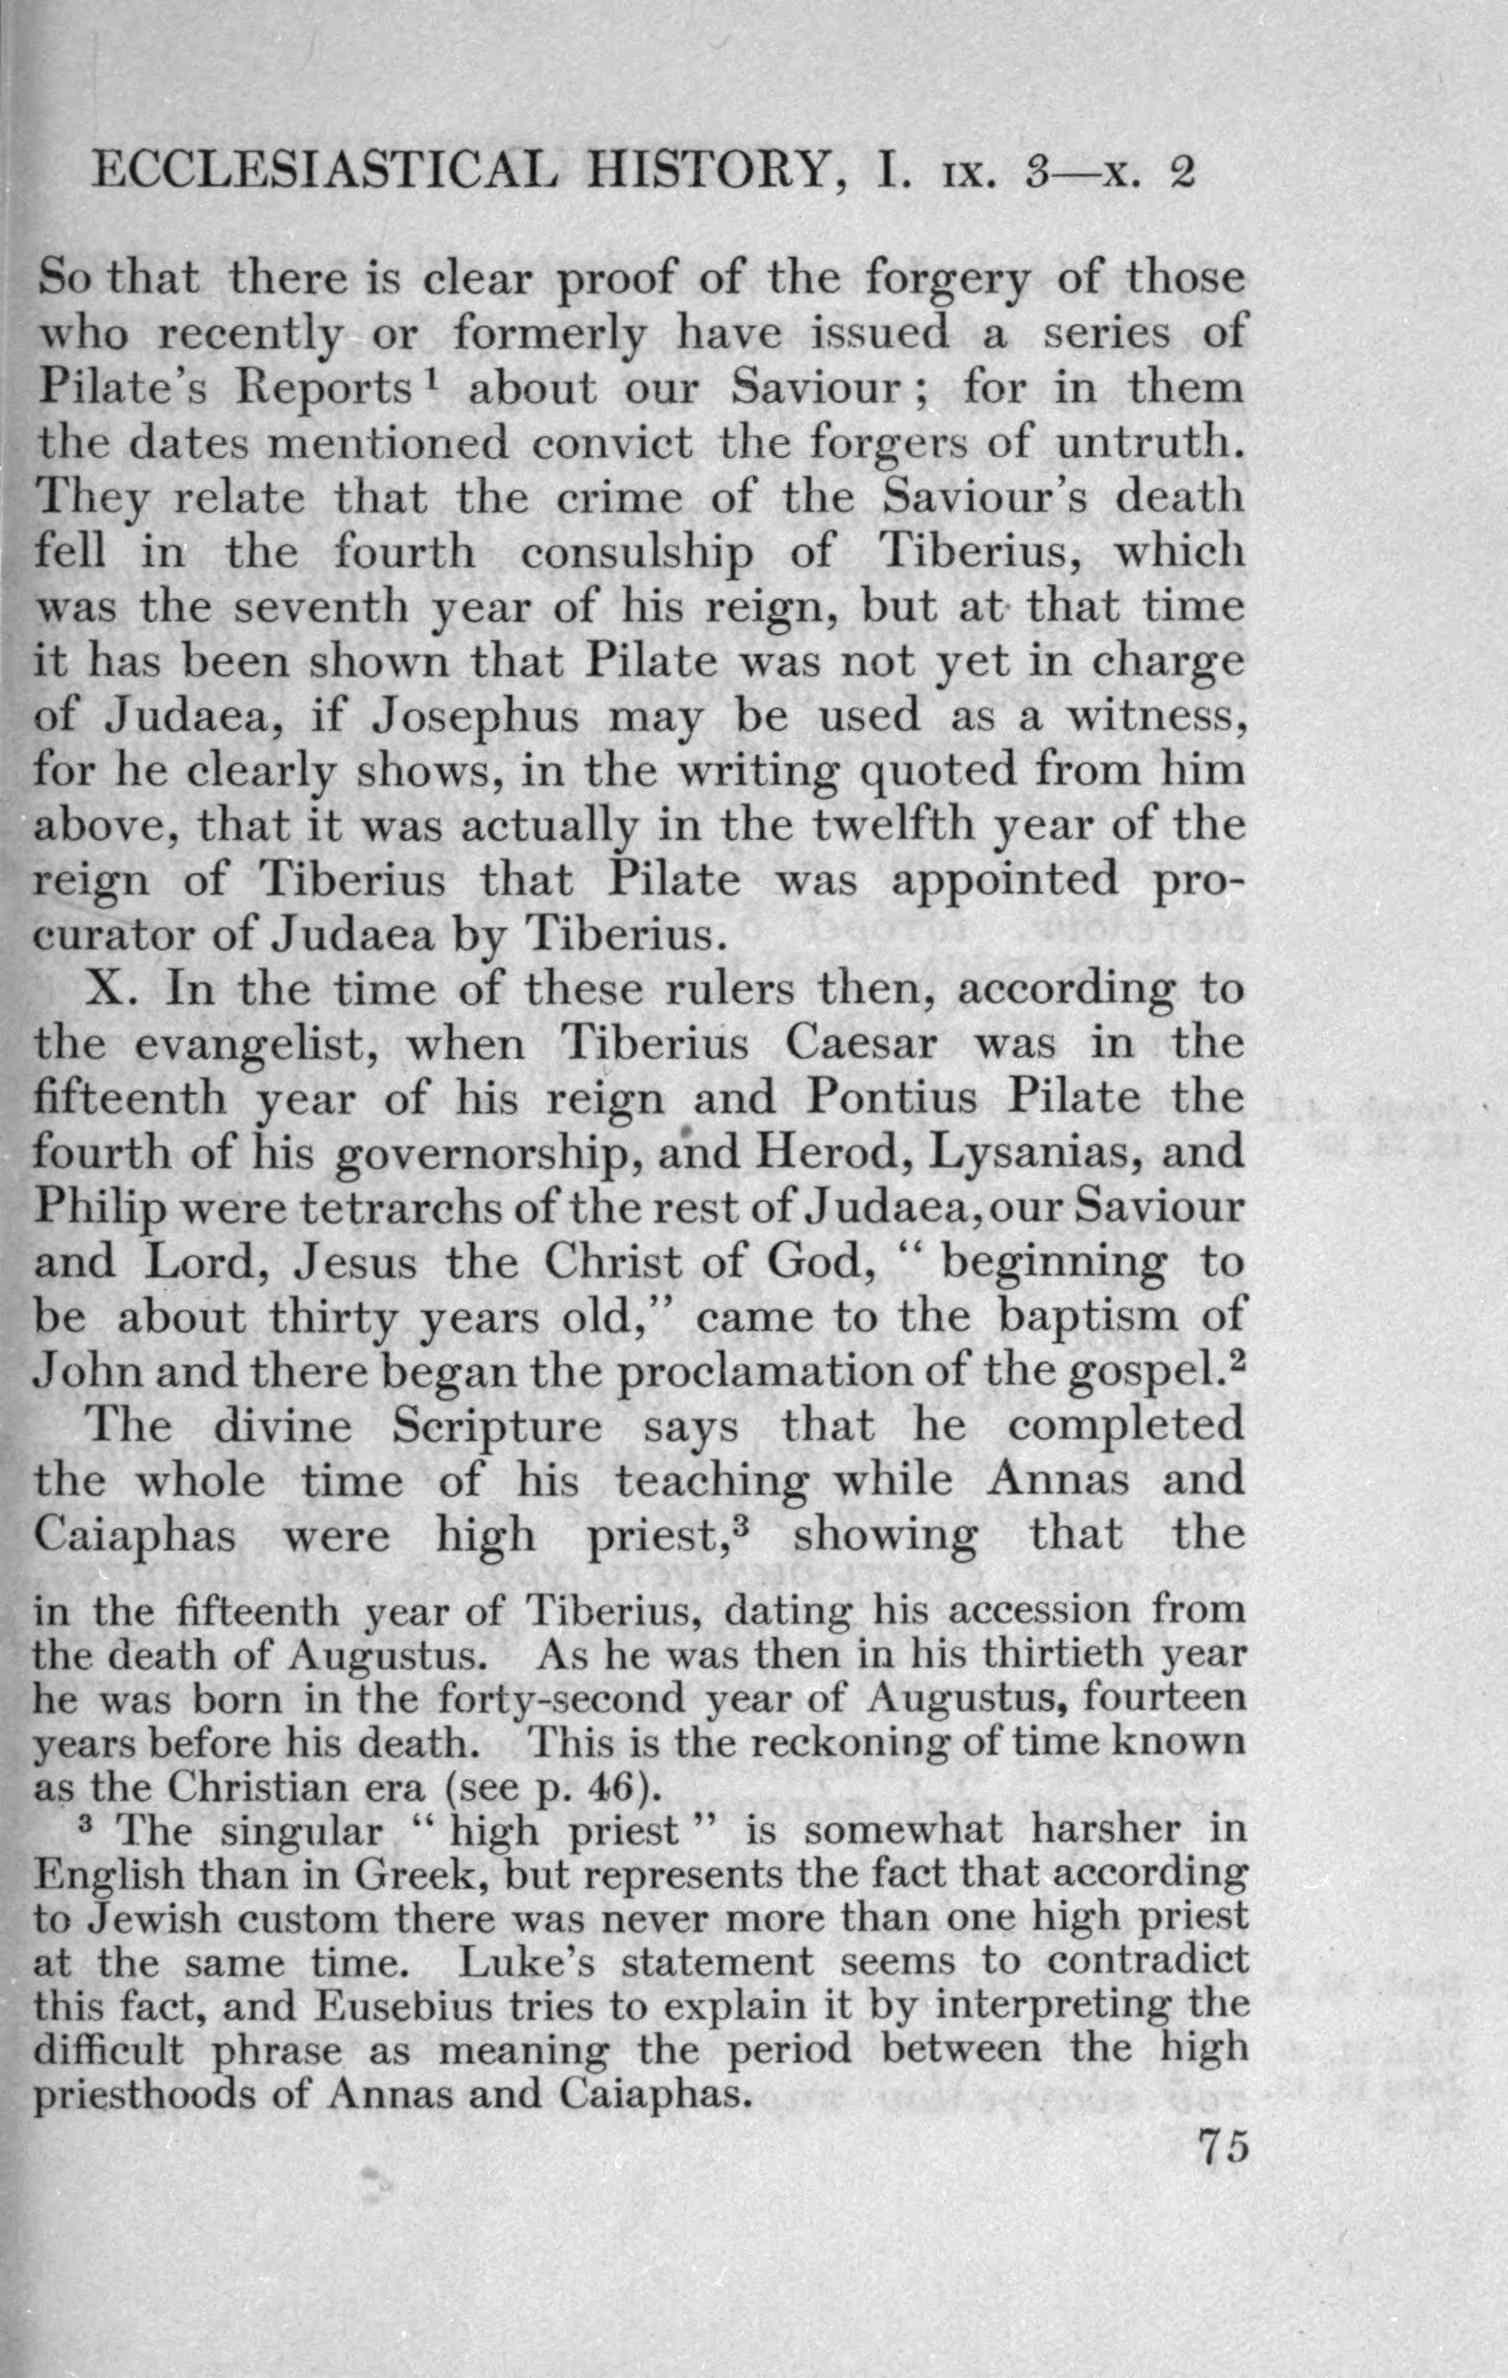 ECCLESIASTICAL HISTORY, I. IX. 3—X. 2
So that there is clear proof of the forgery of those
who recently or formerly have issued a series of
Pilate's Reports¹ about our Saviour; for in them
the dates mentioned convict the forgers of untruth.
They relate that the crime of the Saviour's death
fell in the fourth consulship of Tiberius, which
was the seventh year of his reign, but at that time
it has been shown that Pilate was not yet in charge
of Judaea, if Josephus may be used as a witness,
for he clearly shows, in the writing quoted from him
above, that it was actually in the twelfth year of the
reign of Tiberius that Pilate was appointed pro-
curator of Judaea by Tiberius.
X. In the time of these rulers then, according to
the evangelist, when Tiberius Caesar was in the
fifteenth year of his reign and Pontius Pilate the
fourth of his governorship, and Herod, Lysanias, and
Philip were tetrarchs of the rest of Judaea, our Saviour
and Lord, Jesus the Christ of God, “ beginning to
be about thirty years old,” came to the baptism of
John and there began the proclamation of the gospel.²
The divine Scripture says that he completed
the whole time of his teaching while Annas and
Caiaphas were high priest,³ showing that the
in the fifteenth year of Tiberius, dating his accession from
the death of Augustus. As he was then in his thirtieth year
he was born in the forty-second year of Augustus, fourteen
years before his death. This is the reckoning of time known
as the Christian era (see p. 46).
³ The singular “ high priest ” is somewhat harsher in
English than in Greek, but represents the fact that according
to Jewish custom there was never more than one high priest
at the same time. Luke's statement seems to contradict
this fact, and Eusebius tries to explain it by interpreting the
difficult phrase as meaning the period between the high
priesthoods of Annas and Caiaphas.
75